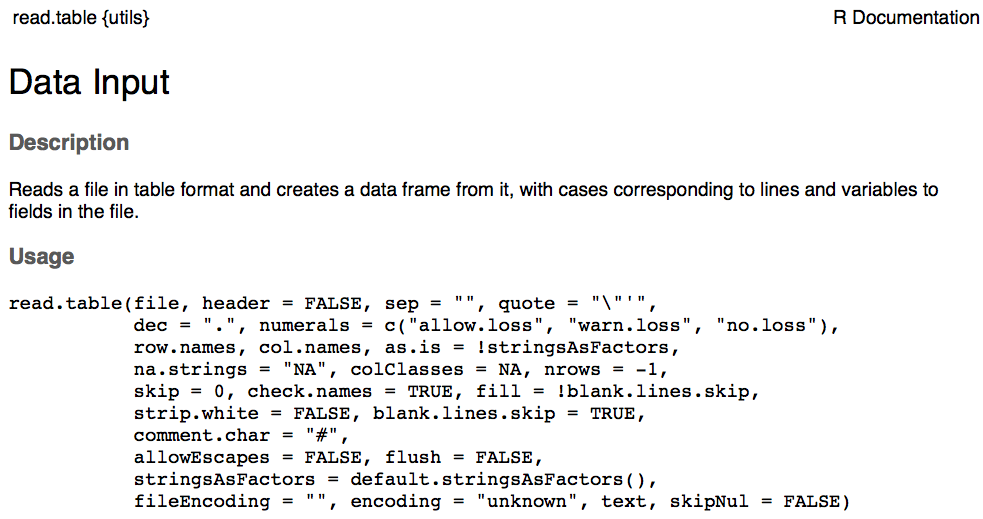 read.table {utils} R Documentation
Data Input
Description
Reads a file in table format and creates a data frame from it, with cases corresponding to lines and variables to
fields in the file.
Usage
read.table(file, header = FALSE, sep = "", quote = "\"'",
           dec = ".", numerals = c("allow.loss", "warn.loss", "no.loss"),
           row.names, col.names, as.is = !stringsAsFactors,
           na.strings = "NA", colClasses = NA, nrows = -1,
           skip = 0, check.names = TRUE, fill = !blank.lines.skip,
           strip.white = FALSE, blank.lines.skip = TRUE,
           comment.char = "#",
           allowEscapes = FALSE, flush = FALSE,
           stringsAsFactors = default.stringsAsFactors(),
           fileEncoding = "", encoding = "unknown", text, skipNul = FALSE)